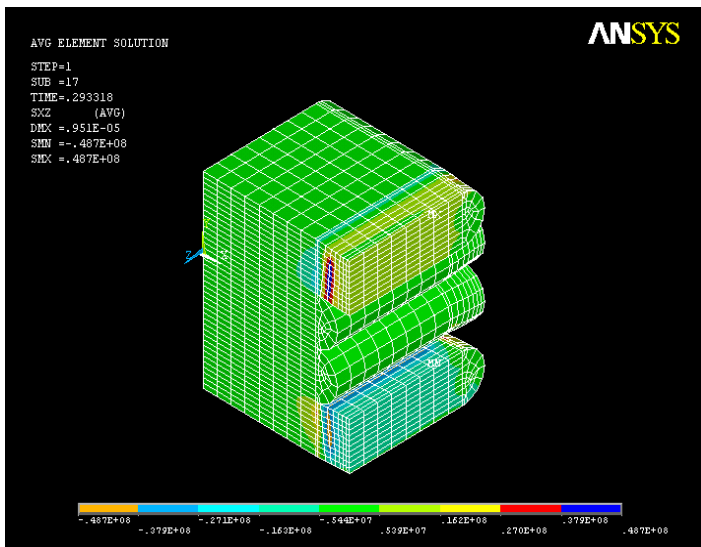 ANSYS
AVG ELEMENT SOLUTION
STEP=1
SUB =17
TIME=.293318
SXZ (AVG)
DMX =.951E-05
SMN =-.487E+08
SMX =.487E+08
Z
MX
MN
-.487E+08 -.271E+08 -.544E+07 .162E+08 .379E+08
-.379E+08 -.163E+08 .539E+07 .270E+08 .487E+08